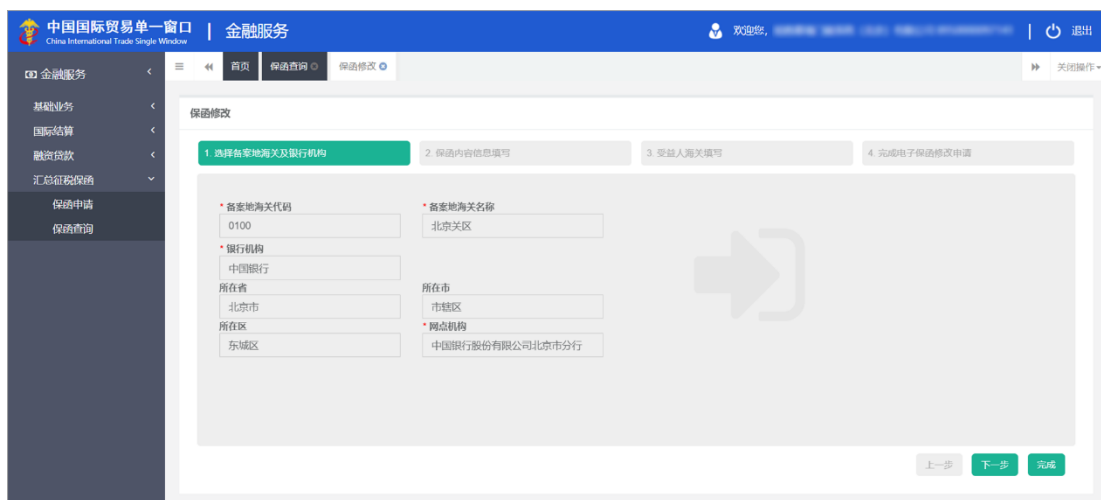 中国国际贸易单一窗口 | 金融服务
China International Trade Single Window
欢迎您,
退出
金融服务
首页 保函查询 保函修改 关闭操作
基础业务
国际结算
融资贷款
汇总征税保函
保函申请
保函查询
保函修改
1. 选择备案地海关及银行机构 2. 保函内容信息填写 3. 受益人海关填写 4. 完成电子保函修改申请
* 备案地海关代码 * 备案地海关名称
0100 北京关区
* 银行机构
中国银行
所在省 所在市
北京市 市辖区
所在区 * 网点机构
东城区 中国银行股份有限公司北京市分行
上一步 下一步 完成